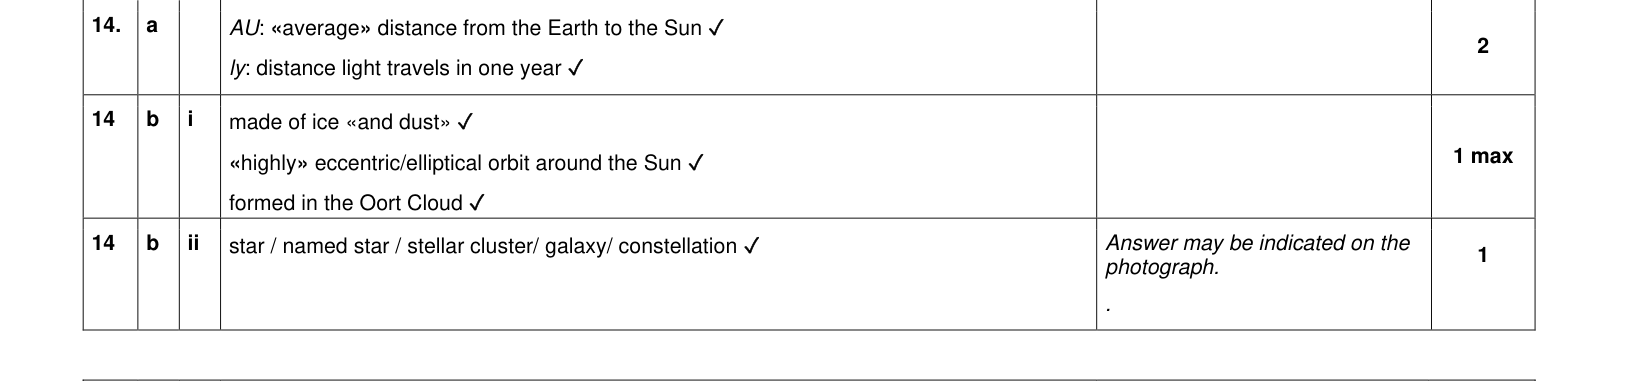 14. a AU: «average» distance from the Earth to the Sun ✓
ly: distance light travels in one year ✓
2
14 b i made of ice «and dust» ✓
«highly» eccentric/elliptical orbit around the Sun ✓
1 max
formed in the Oort Cloud ✓
14 b ii star / named star / stellar cluster/ galaxy/ constellation ✓
Answer may be indicated on the
photograph.
.
1